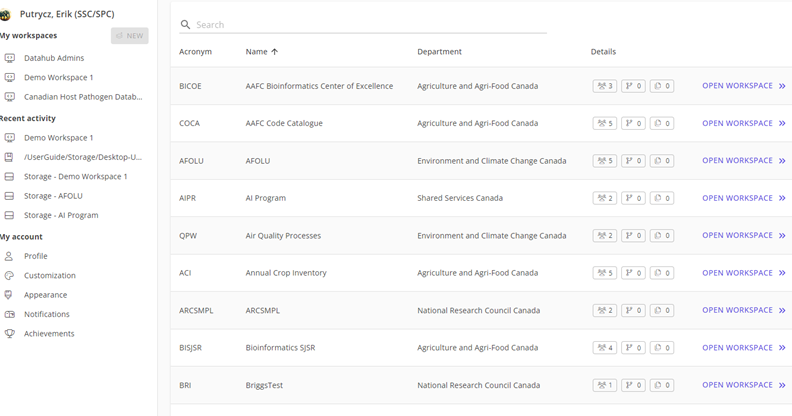 Putrycz, Erik (SSC/SPC)
My workspaces
NEW
Datahub Admins
Demo Workspace 1
Canadian Host Pathogen Datab...
Recent activity
Demo Workspace 1
/UserGuide/Storage/Desktop-U...
Storage - Demo Workspace 1
Storage - AFOLU
Storage - AI Program
My account
Profile
Customization
Appearance
Notifications
Achievements
Search
Acronym Name Department Details
BICOE AAFC Bioinformatics Center of Excellence Agriculture and Agri-Food Canada 3 0 0 OPEN WORKSPACE
COCA AAFC Code Catalogue Agriculture and Agri-Food Canada 5 0 0 OPEN WORKSPACE
AFOLU AFOLU Environment and Climate Change Canada 5 0 0 OPEN WORKSPACE
AIPR AI Program Shared Services Canada 2 0 0 OPEN WORKSPACE
QPW Air Quality Processes Environment and Climate Change Canada 2 0 0 OPEN WORKSPACE
ACI Annual Crop Inventory Agriculture and Agri-Food Canada 5 0 0 OPEN WORKSPACE
ARCSMPL ARCSMPL National Research Council Canada 2 0 0 OPEN WORKSPACE
BISJSR Bioinformatics SJSR Agriculture and Agri-Food Canada 4 0 0 OPEN WORKSPACE
BRI BriggsTest National Research Council Canada 1 0 0 OPEN WORKSPACE